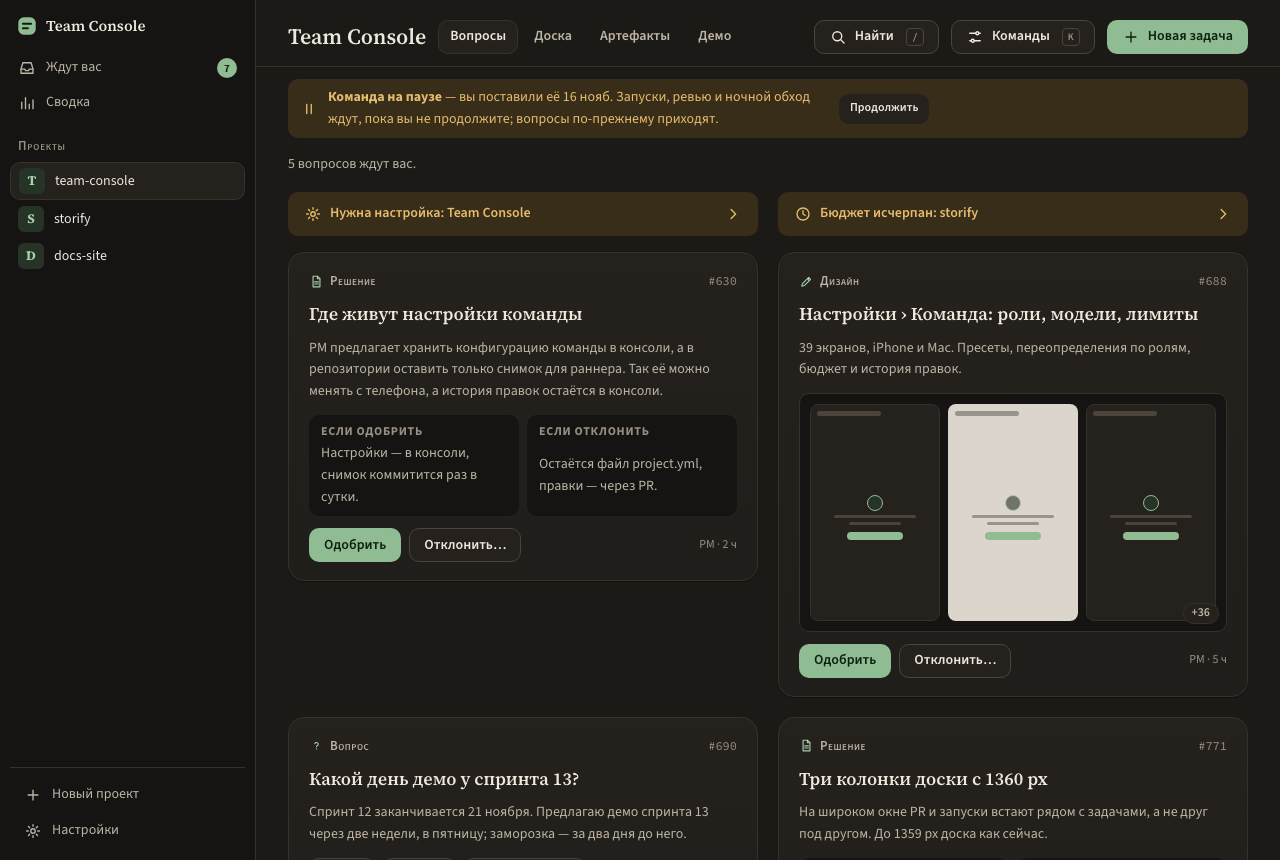 Team Console
Ждут вас
7
Сводка
Проекты
T
team-console
S
storify
D
docs-site
Новый проект
Настройки
Team Console
Вопросы
Доска
Артефакты
Демо
Найти /
Команды K
Новая задача
Команда на паузе — вы поставили её 16 нояб. Запуски, ревью и ночной обход
ждут, пока вы не продолжите; вопросы по-прежнему приходят.
Продолжить
5 вопросов ждут вас.
Нужна настройка: Team Console
Бюджет исчерпан: storify
Решение
#630
Где живут настройки команды
PM предлагает хранить конфигурацию команды в консоли, а в
репозитории оставить только снимок для раннера. Так её можно
менять с телефона, а история правок остаётся в консоли.
ЕСЛИ ОДОБРИТЬ
Настройки — в консоли,
снимок коммитится раз в
сутки.
ЕСЛИ ОТКЛОНИТЬ
Остаётся файл project.yml,
правки — через PR.
Одобрить
Отклонить…
PM · 2 ч
Дизайн
#688
Настройки › Команда: роли, модели, лимиты
39 экранов, iPhone и Mac. Пресеты, переопределения по ролям,
бюджет и история правок.
+36
Одобрить
Отклонить…
PM · 5 ч
? Вопрос
#690
Какой день демо у спринта 13?
Спринт 12 заканчивается 21 ноября. Предлагаю демо спринта 13
через две недели, в пятницу; заморозка — за два дня до него.
Решение
#771
Три колонки доски с 1360 px
На широком окне PR и запуски встают рядом с задачами, а не друг
под другом. До 1359 px доска как сейчас.